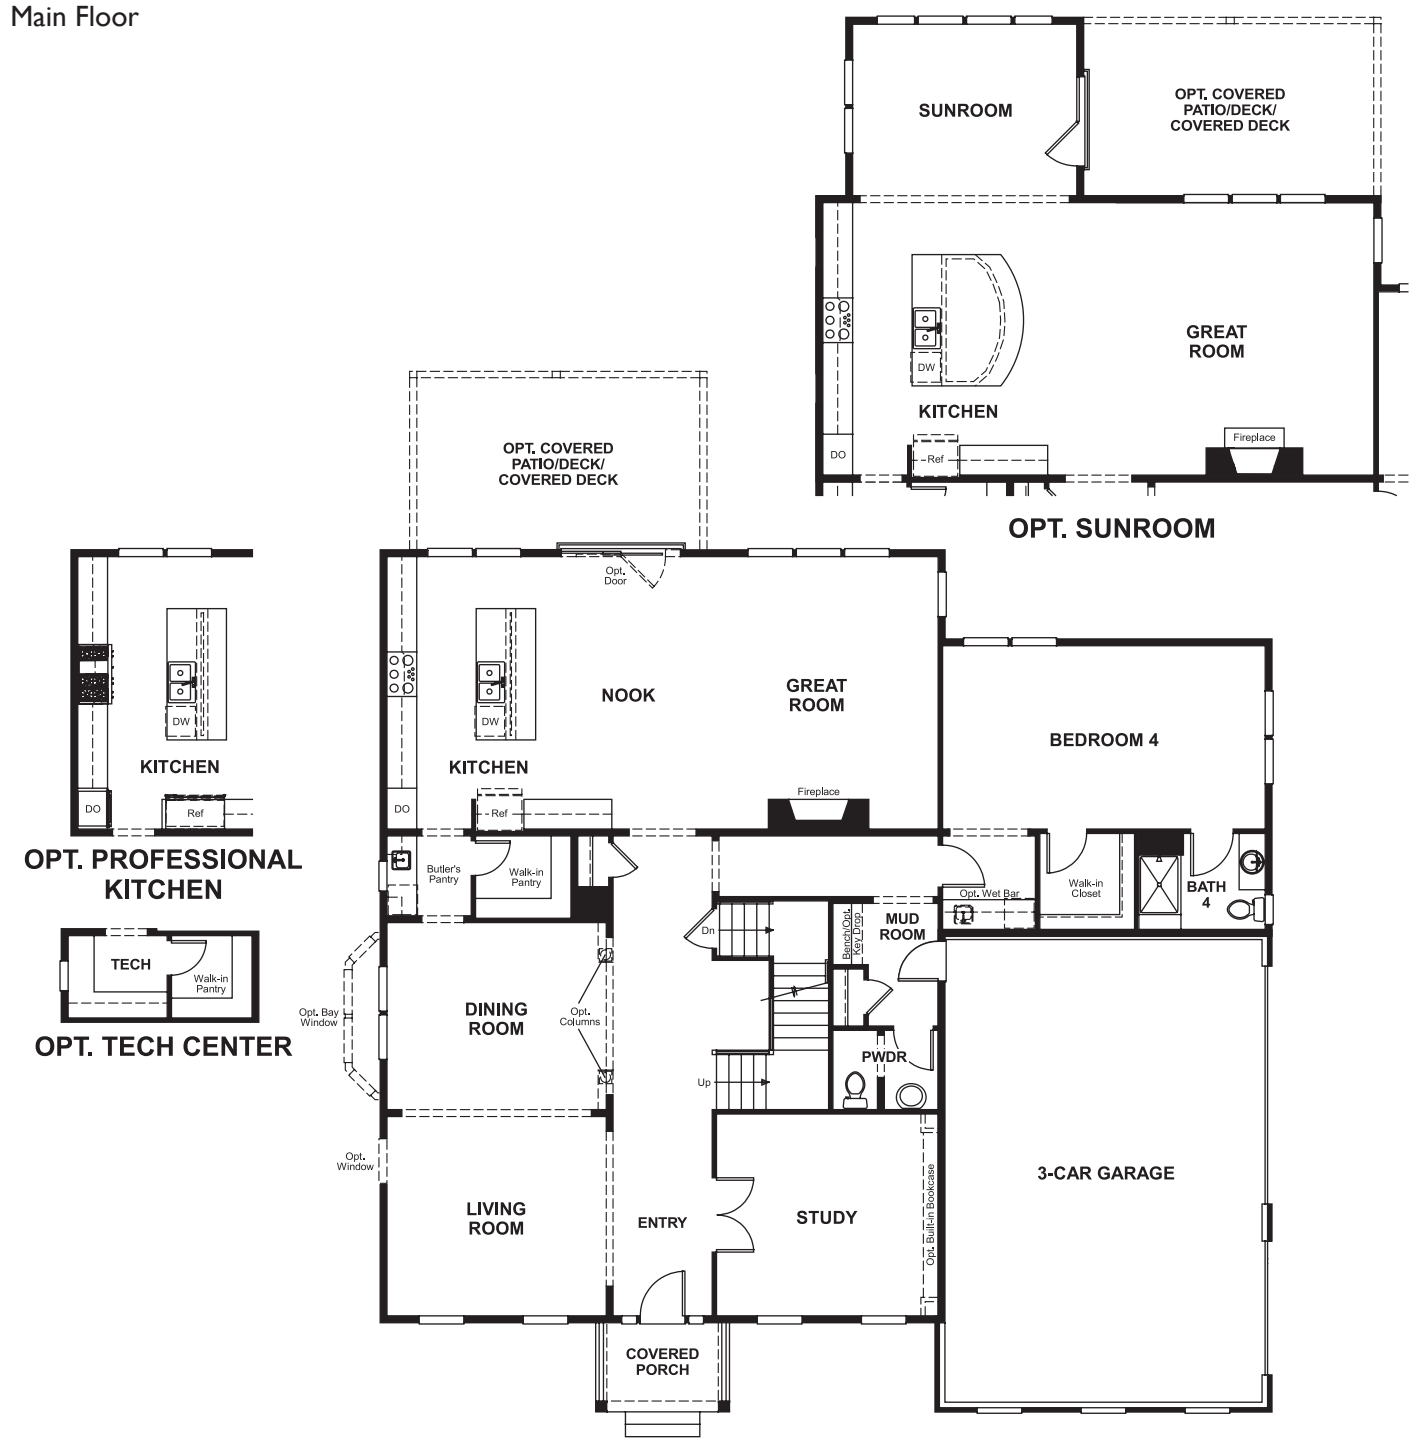 Main Floor
SUNROOM
OPT. COVERED
PATIO/DECK/
COVERED DECK
GREAT
ROOM
DW
KITCHEN
DO
Ref
Fireplace
OPT. SUNROOM
OPT. COVERED
PATIO/DECK/
COVERED DECK
DW
KITCHEN
DO
Ref
OPT. PROFESSIONAL
KITCHEN
TECH
Walk-in
Pantry
OPT. TECH CENTER
Opt.
Door
NOOK
GREAT
ROOM
DW
KITCHEN
DO
Ref
Fireplace
BEDROOM 4
Butler's
Pantry
Walk-in
Pantry
Opt. Wet Bar
Walk-in
Closet
BATH
4
Dn
Bench/Opt.
Key Drop
MUD
ROOM
Opt. Bay
Window
DINING
ROOM
Opt.
Columns
PWDR
Up
Opt.
Window
LIVING
ROOM
ENTRY
STUDY
Opt. Built-in Bookcase
3-CAR GARAGE
COVERED
PORCH